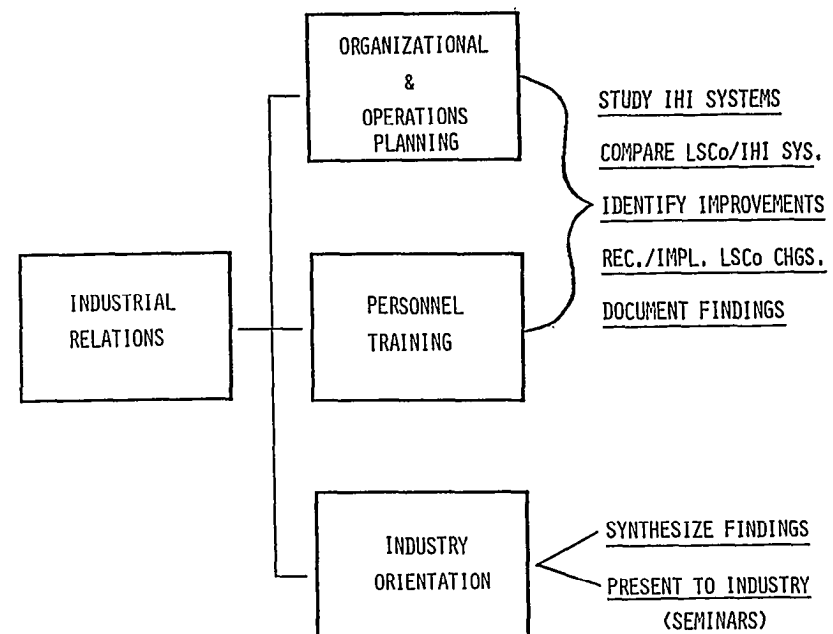 ORGANIZATIONAL
&
OPERATIONS
PLANNING
STUDY IHI SYSTEMS
COMPARE LSCo/IHI SYS.
IDENTIFY IMPROVEMENTS
REC./IMPL. LSCo CHGS.
DOCUMENT FINDINGS
INDUSTRIAL
RELATIONS
PERSONNEL
TRAINING
INDUSTRY
ORIENTATION
SYNTHESIZE FINDINGS
PRESENT TO INDUSTRY
(SEMINARS)